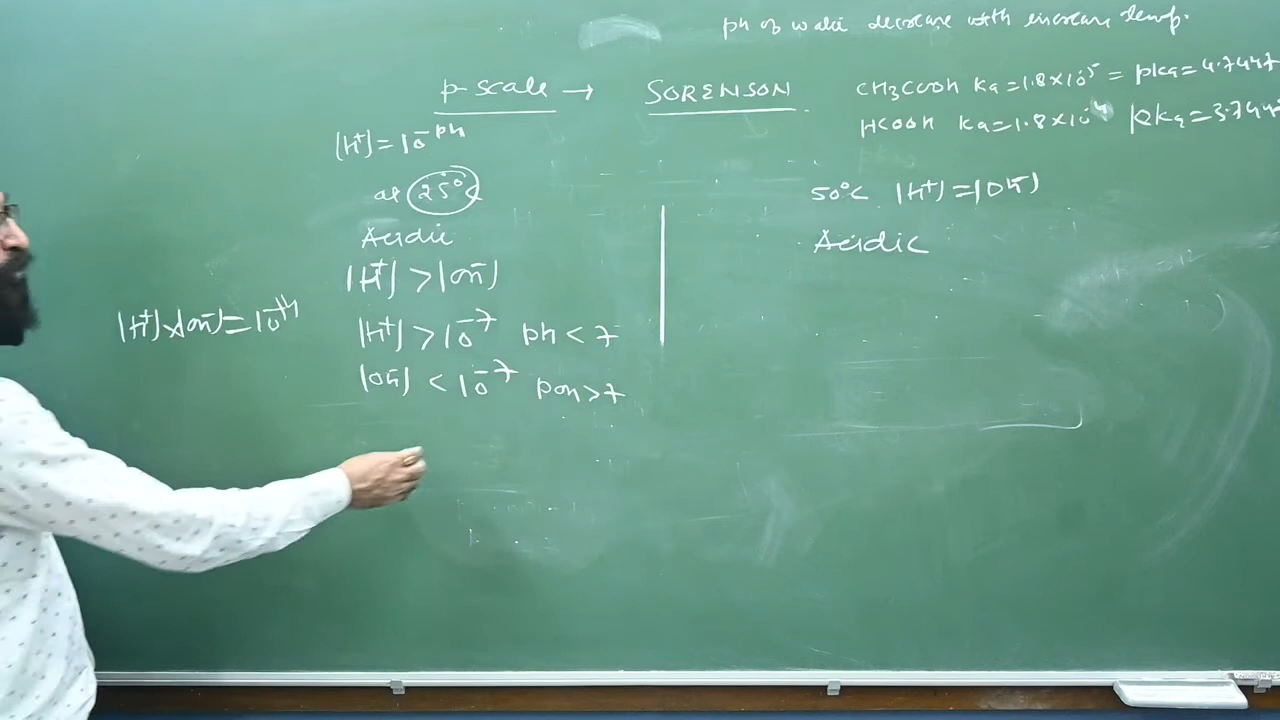 ph of water decrease with increase temp.
p-scale → SORENSON
CH3COOH Ka=1.8×10^-5 = pka=4.7447
HCOOH Ka=1.8×10^-4 pka=3.744
[H+]=10^-pH
at 25°C
50°C [H+]=[OH-]
Acidic
Acidic
[H+] >[OH-]
[H+]×[OH-]=10^-14
[H+] >10^-7 pH < 7
[OH-] < 10^-7 pOH >7